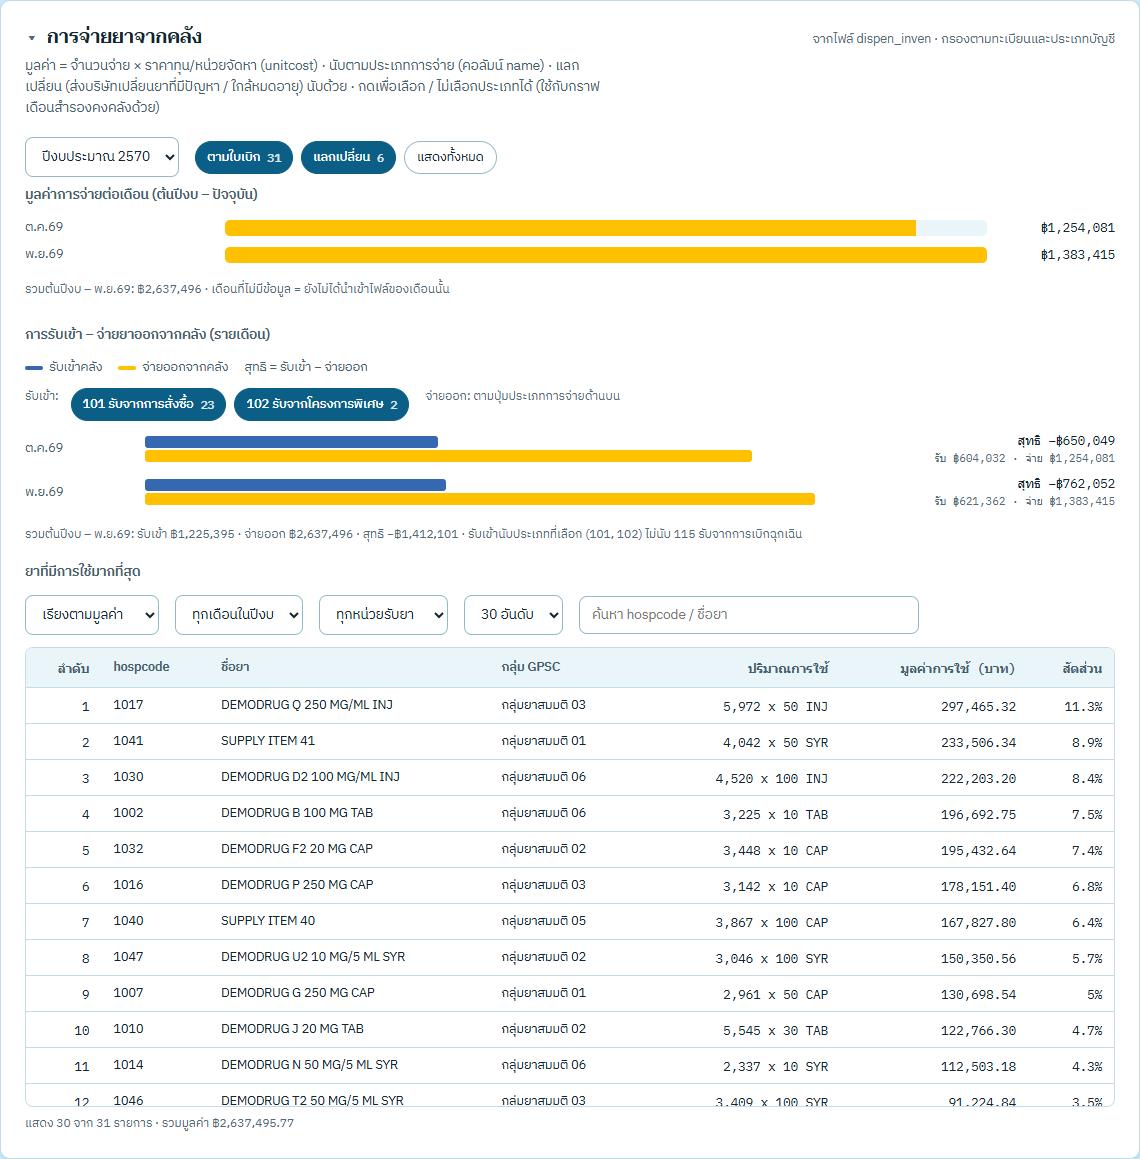 การจ่ายยาจากคลัง
จากไฟล์ dispen_inven · กรองตามทะเบียนและประเภทบัญชี
มูลค่า = จำนวนจ่าย × ราคาทุน/หน่วยจัดหา (unitcost) · นับตามประเภทการจ่าย (คอลัมน์ name) · แลก
เปลี่ยน (ส่งบริษัทเปลี่ยนยาที่มีปัญหา / ใกล้หมดอายุ) นับด้วย · กดเพื่อเลือก / ไม่เลือกประเภทได้ (ใช้กับกราฟ
เดือนสำรองคงคลังด้วย)
ปีงบประมาณ 2570 ตามใบเบิก 31 แลกเปลี่ยน 6 แสดงทั้งหมด
มูลค่าการจ่ายต่อเดือน (ต้นปีงบ – ปัจจุบัน)
ต.ค.69 ฿1,254,081
พ.ย.69 ฿1,383,415
รวมต้นปีงบ – พ.ย.69: ฿2,637,496 · เดือนที่ไม่มีข้อมูล = ยังไม่ได้นำเข้าไฟล์ของเดือนนั้น
การรับเข้า – จ่ายยาออกจากคลัง (รายเดือน)
รับเข้าคลัง จ่ายออกจากคลัง สุทธิ = รับเข้า – จ่ายออก
รับเข้า: 101 รับจากการสั่งซื้อ 23 102 รับจากโครงการพิเศษ 2 จ่ายออก: ตามปุ่มประเภทการจ่ายด้านบน
ต.ค.69 สุทธิ −฿650,049
รับ ฿604,032 · จ่าย ฿1,254,081
พ.ย.69 สุทธิ −฿762,052
รับ ฿621,362 · จ่าย ฿1,383,415
รวมต้นปีงบ – พ.ย.69: รับเข้า ฿1,225,395 · จ่ายออก ฿2,637,496 · สุทธิ −฿1,412,101 · รับเข้านับประเภทที่เลือก (101, 102) ไม่นับ 115 รับจากการเบิกฉุกเฉิน
ยาที่มีการใช้มากที่สุด
เรียงตามมูลค่า ทุกเดือนในปีงบ ทุกหน่วยรับยา 30 อันดับ ค้นหา hospcode / ชื่อยา
ลำดับ hospcode ชื่อยา กลุ่ม GPSC ปริมาณการใช้ มูลค่าการใช้ (บาท) สัดส่วน
1 1017 DEMODRUG Q 250 MG/ML INJ กลุ่มยาสมมติ 03 5,972 x 50 INJ 297,465.32 11.3%
2 1041 SUPPLY ITEM 41 กลุ่มยาสมมติ 01 4,042 x 50 SYR 233,506.34 8.9%
3 1030 DEMODRUG D2 100 MG/ML INJ กลุ่มยาสมมติ 06 4,520 x 100 INJ 222,203.20 8.4%
4 1002 DEMODRUG B 100 MG TAB กลุ่มยาสมมติ 06 3,225 x 10 TAB 196,692.75 7.5%
5 1032 DEMODRUG F2 20 MG CAP กลุ่มยาสมมติ 02 3,448 x 10 CAP 195,432.64 7.4%
6 1016 DEMODRUG P 250 MG CAP กลุ่มยาสมมติ 03 3,142 x 10 CAP 178,151.40 6.8%
7 1040 SUPPLY ITEM 40 กลุ่มยาสมมติ 05 3,867 x 100 CAP 167,827.80 6.4%
8 1047 DEMODRUG U2 10 MG/5 ML SYR กลุ่มยาสมมติ 02 3,046 x 100 SYR 150,350.56 5.7%
9 1007 DEMODRUG G 250 MG CAP กลุ่มยาสมมติ 01 2,961 x 50 CAP 130,698.54 5%
10 1010 DEMODRUG J 20 MG TAB กลุ่มยาสมมติ 02 5,545 x 30 TAB 122,766.30 4.7%
11 1014 DEMODRUG N 50 MG/5 ML SYR กลุ่มยาสมมติ 06 2,337 x 10 SYR 112,503.18 4.3%
12 1046 DEMODRUG T2 50 MG/5 ML SYR กลุ่มยาสมมติ 03 3,409 x 100 SYR 91,224.84 3.5%
แสดง 30 จาก 31 รายการ · รวมมูลค่า ฿2,637,495.77